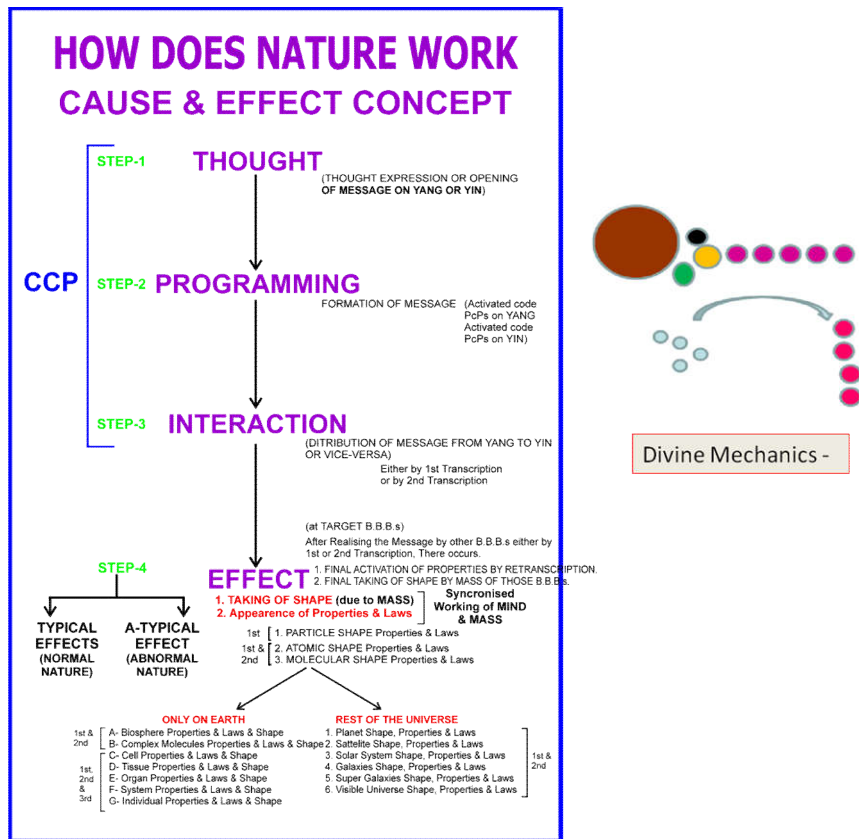 HOW DOES NATURE WORK
CAUSE & EFFECT CONCEPT
STEP-1
THOUGHT
(THOUGHT EXPRESSION OR OPENING
OF MESSAGE ON YANG OR YIN)
CCP
STEP-2
PROGRAMMING
FORMATION OF MESSAGE (Activated code
PcPs on YANG
Activated code
PcPs on YIN)
STEP-3
INTERACTION
(DITRIBUTION OF MESSAGE FROM YANG TO YIN
OR VICE-VERSA)
Either by 1st Transcription
or by 2nd Transcription
(at TARGET B.B.B.s)
After Realising the Message by other B.B.B.s either by
1st or 2nd Transcription, There occurs.
STEP-4
EFFECT
1. FINAL ACTIVATION OF PROPERTIES BY RETRANSCRIPTION.
2. FINAL TAKING OF SHAPE BY MASS OF THOSE B.B.B.s.
1. TAKING OF SHAPE (due to MASS)
2. Appearence of Properties & Laws
Syncronised
Working of MIND
& MASS
TYPICAL
EFFECTS
(NORMAL
NATURE)
A-TYPICAL
EFFECT
(ABNORMAL
NATURE)
1st
1. PARTICLE SHAPE Properties & Laws
1st &
2nd
2. ATOMIC SHAPE Properties & Laws
3. MOLECULAR SHAPE Properties & Laws
ONLY ON EARTH
1st &
2nd
A- Biosphere Properties & Laws & Shape
B- Complex Molecules Properties & Laws & Shape
1st,
2nd
&
3rd
C- Cell Properties & Laws & Shape
D- Tissue Properties & Laws & Shape
E- Organ Properties & Laws & Shape
F- System Properties & Laws & Shape
G- Individual Properties & Laws & Shape
REST OF THE UNIVERSE
1. Planet Shape, Properties & Laws
2. Sattelite Shape, Properties & Laws
3. Solar System Shape, Properties & Laws
4. Galaxies Shape, Properties & Laws
5. Super Galaxies Shape, Properties & Laws
6. Visible Universe Shape, Properties & Laws
1st &
2nd
Divine Mechanics -